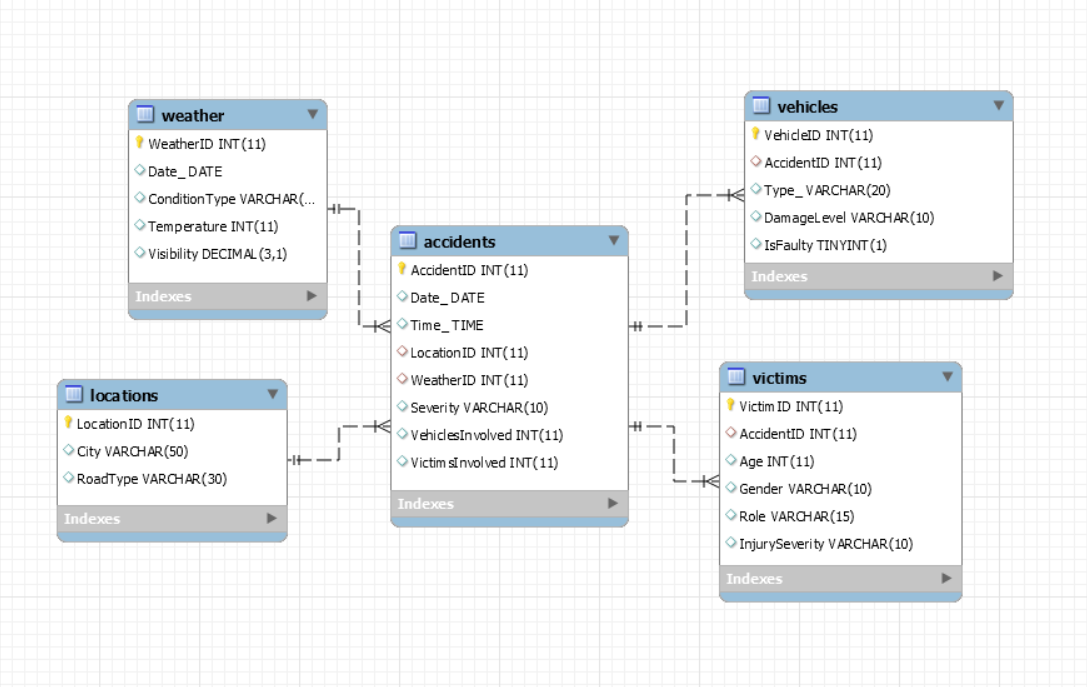 weather
WeatherID INT(11)
Date_ DATE
ConditionType VARCHAR(...
Temperature INT(11)
Visibility DECIMAL(3,1)
Indexes
locations
LocationID INT(11)
City VARCHAR(50)
RoadType VARCHAR(30)
Indexes
accidents
AccidentID INT(11)
Date_ DATE
Time_ TIME
LocationID INT(11)
WeatherID INT(11)
Severity VARCHAR(10)
VehiclesInvolved INT(11)
VictimsInvolved INT(11)
Indexes
vehicles
VehicleID INT(11)
AccidentID INT(11)
Type_ VARCHAR(20)
DamageLevel VARCHAR(10)
IsFaulty TINYINT(1)
Indexes
victims
VictimID INT(11)
AccidentID INT(11)
Age INT(11)
Gender VARCHAR(10)
Role VARCHAR(15)
InjurySeverity VARCHAR(10)
Indexes